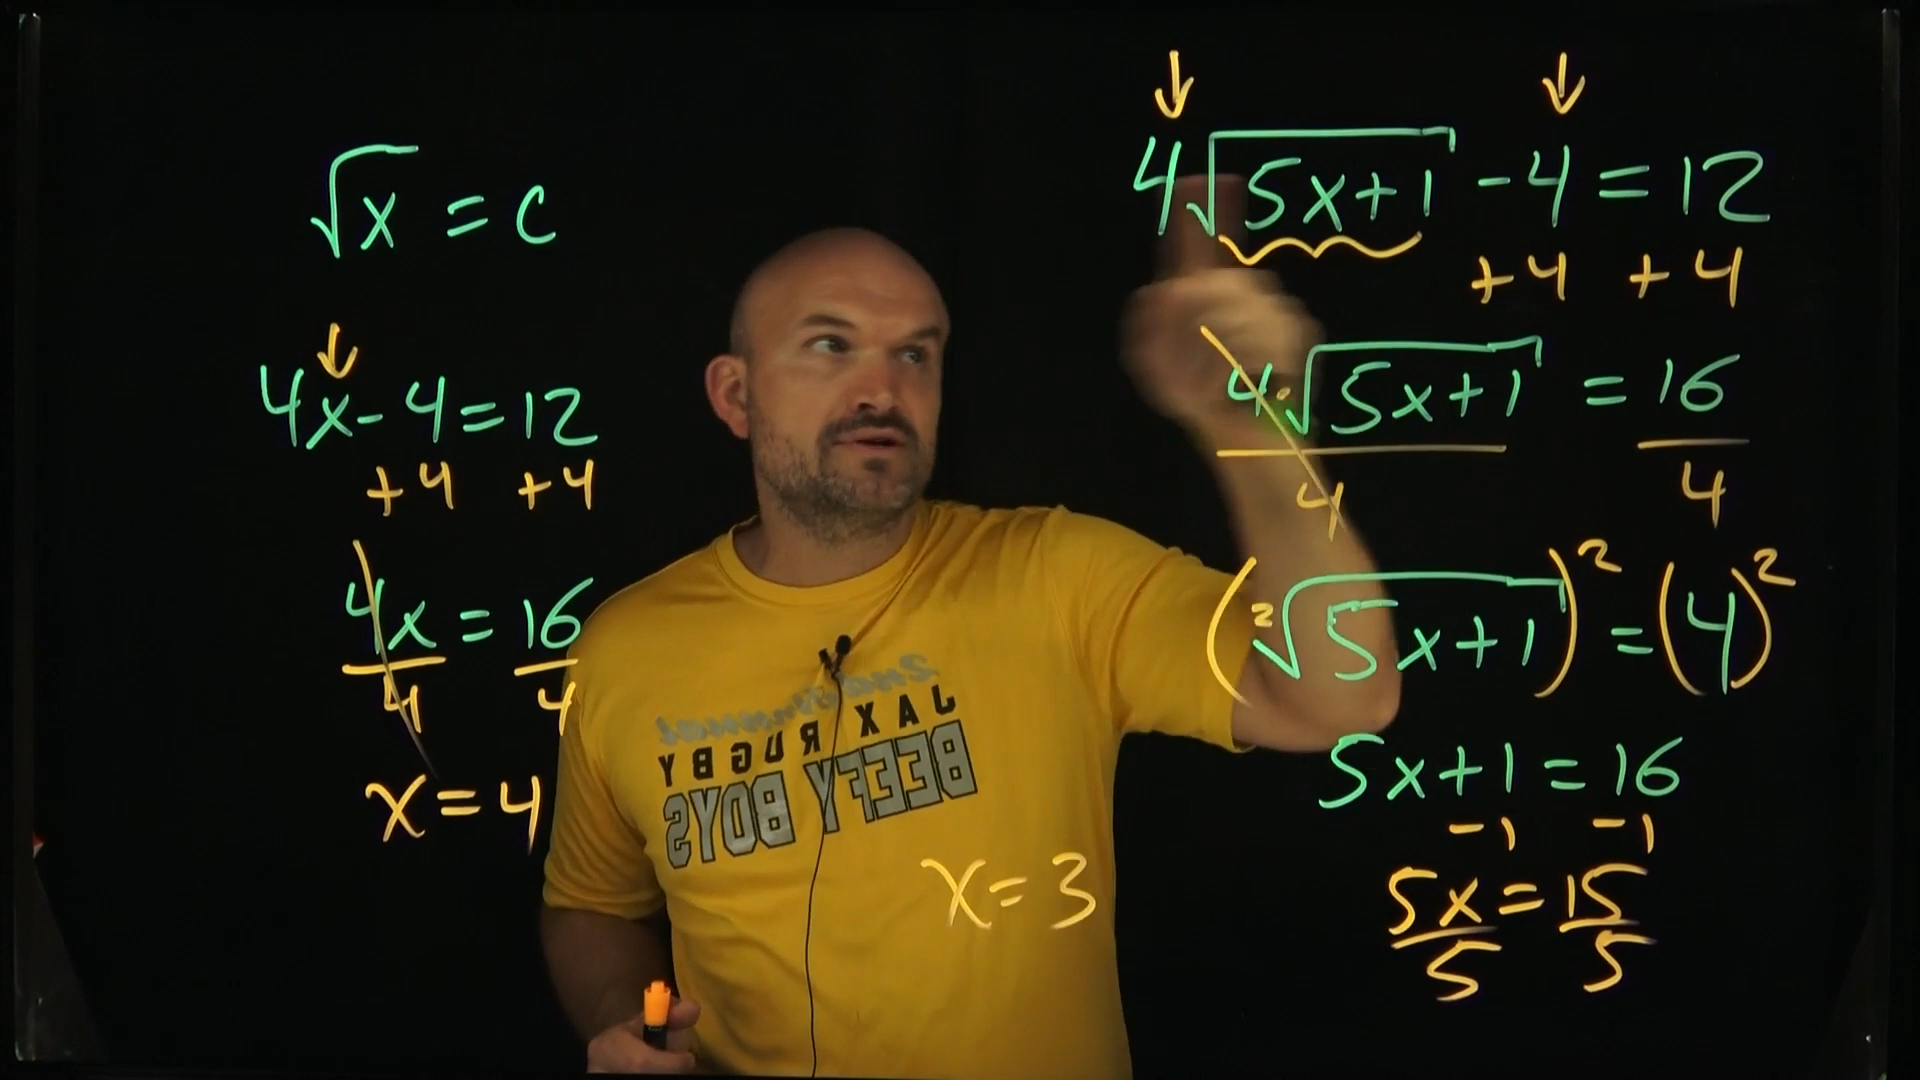 √x = c
4x - 4 = 12
+4 +4
4x = 16
4 4
x = 4
4√5x+1 - 4 = 12
+4 +4
4·√5x+1 = 16
4 4
(²√5x+1)² = (4)²
5x+1 = 16
-1 -1
5x = 15
5 5
x = 3
2nd Annual
JAX RUGBY
BEEFY BOYS